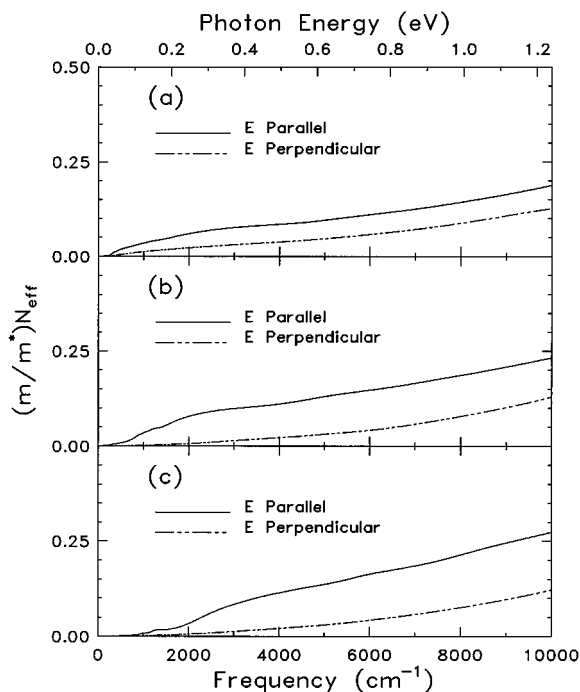 Photon Energy (eV)
0.0 0.2 0.4 0.6 0.8 1.0 1.2
0.50
(a)
E Parallel
E Perpendicular
0.25
0.00
(b)
E Parallel
E Perpendicular
0.25
0.00
(m/m*)Neff
(c)
E Parallel
E Perpendicular
0.25
0.00
0 2000 4000 6000 8000 10000
Frequency (cm⁻¹)